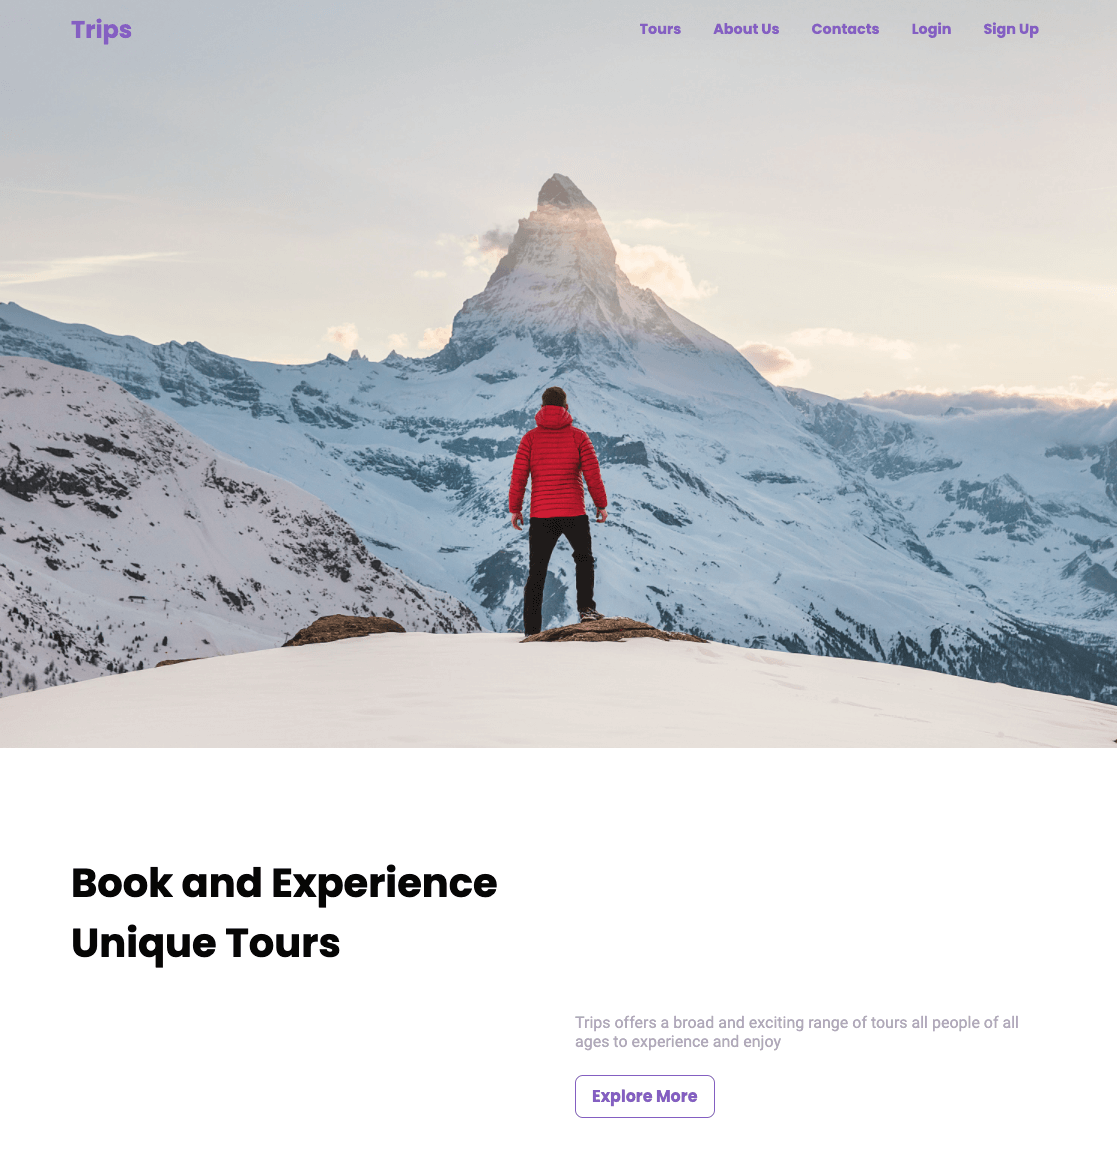 Trips
Tours About Us Contacts Login Sign Up
Book and Experience
Unique Tours
Trips offers a broad and exciting range of tours all people of all
ages to experience and enjoy
Explore More